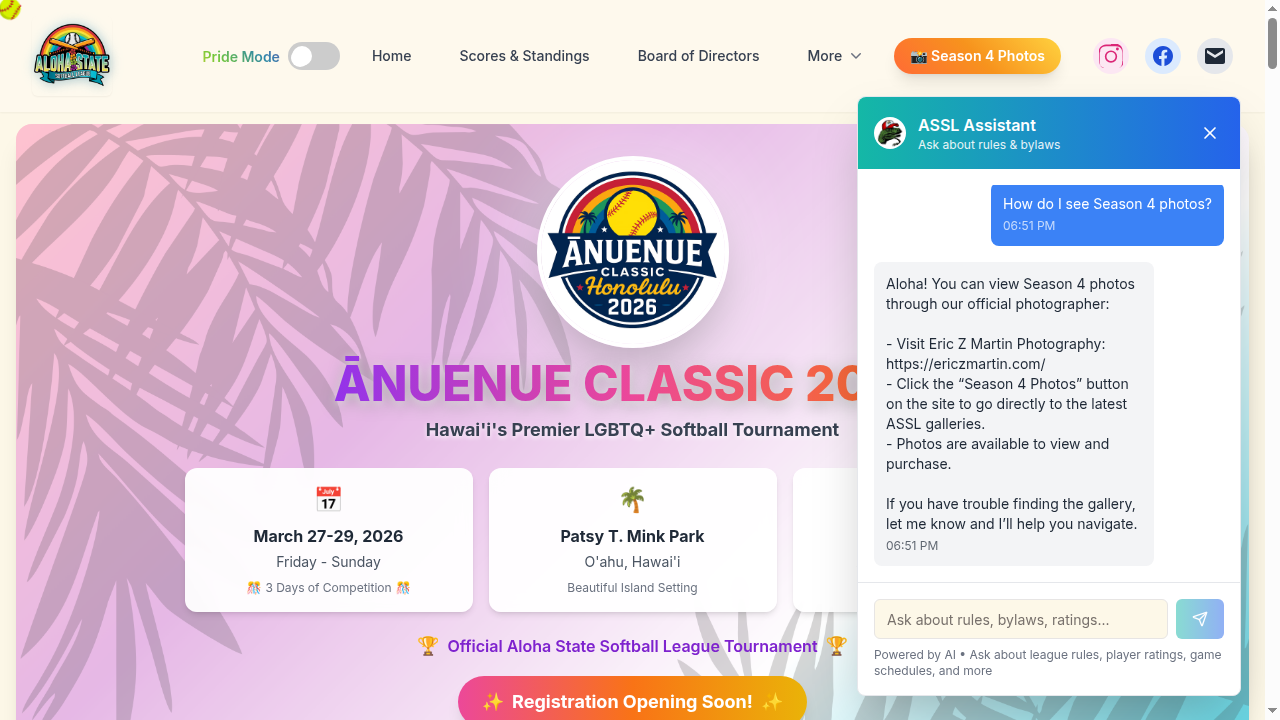 ALOHA STATE
Pride Mode
Home
Scores & Standings
Board of Directors
More
📸 Season 4 Photos
ASSL Assistant
Ask about rules & bylaws
How do I see Season 4 photos?
06:51 PM
Aloha! You can view Season 4 photos
through our official photographer:
- Visit Eric Z Martin Photography:
https://ericzmartin.com/
- Click the “Season 4 Photos” button
on the site to go directly to the latest
ASSL galleries.
- Photos are available to view and
purchase.
If you have trouble finding the gallery,
let me know and I’ll help you navigate.
06:51 PM
Ask about rules, bylaws, ratings...
Powered by AI • Ask about league rules, player ratings, game
schedules, and more
ĀNUENUE
CLASSIC
Honolulu
2026
ĀNUENUE CLASSIC 20
Hawai'i's Premier LGBTQ+ Softball Tournament
July
17
March 27-29, 2026
Friday - Sunday
🎊 3 Days of Competition 🎊
🌴
Patsy T. Mink Park
O'ahu, Hawai'i
Beautiful Island Setting
🏆 Official Aloha State Softball League Tournament 🏆
✨ Registration Opening Soon! ✨